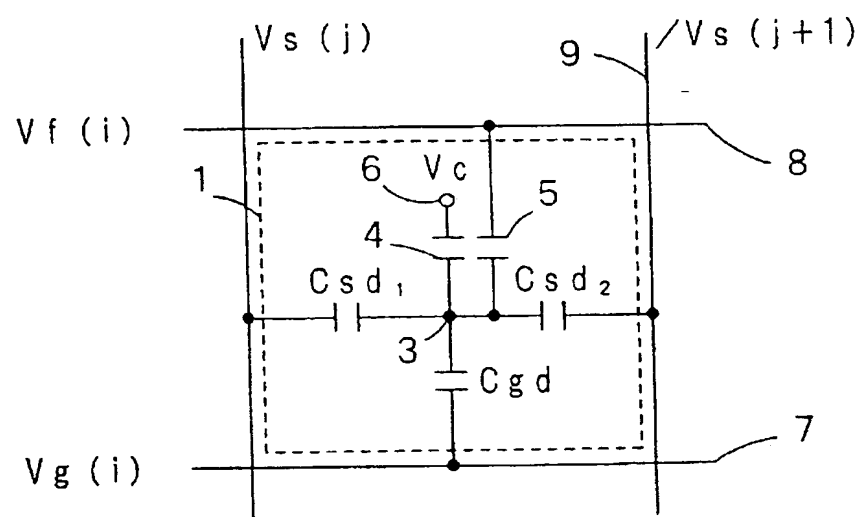 Vs (j)
9
/Vs (j+1)
Vf (i)
8
1
6
Vc
5
4
Csd₁
Csd₂
3
Cgd
7
Vg (i)